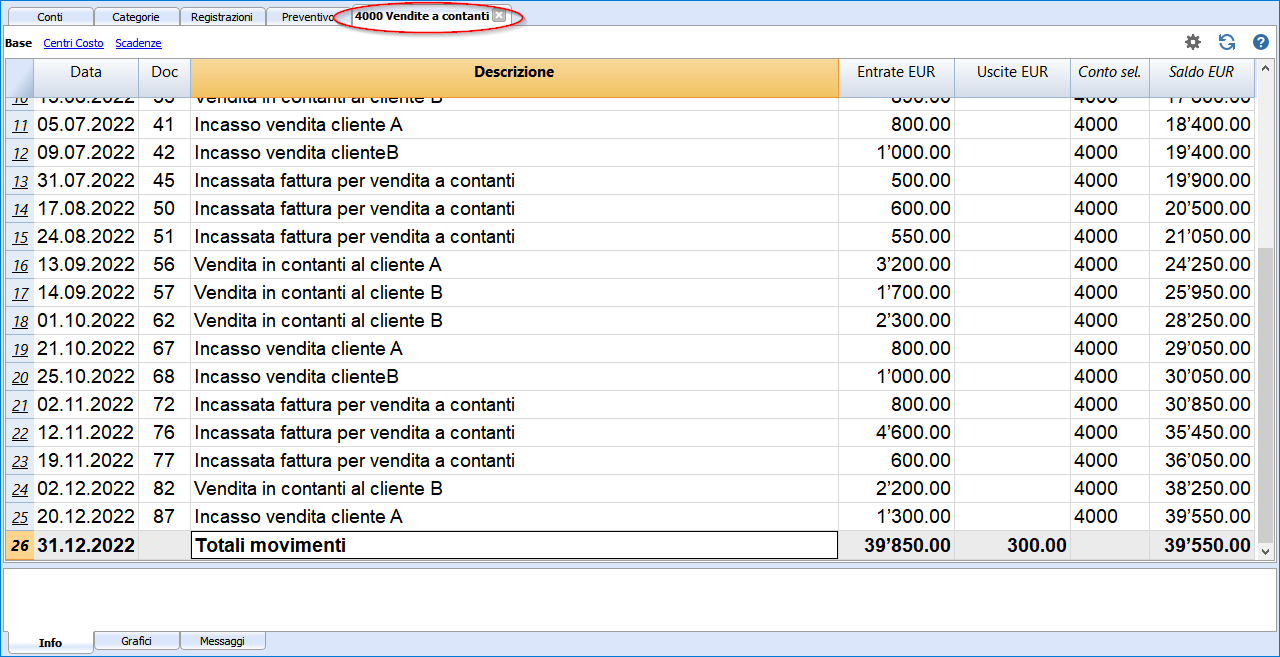 Conti Categorie Registrazioni Preventivo 4000 Vendite a contanti
Base Centri Costo Scadenze
Data Doc Descrizione Entrate EUR Uscite EUR Conto sel. Saldo EUR
10 Vendita in contanti al cliente B 4000
11 05.07.2022 41 Incasso vendita cliente A 800.00 4000 18’400.00
12 09.07.2022 42 Incasso vendita clienteB 1’000.00 4000 19’400.00
13 31.07.2022 45 Incassata fattura per vendita a contanti 500.00 4000 19’900.00
14 17.08.2022 50 Incassata fattura per vendita a contanti 600.00 4000 20’500.00
15 24.08.2022 51 Incassata fattura per vendita a contanti 550.00 4000 21’050.00
16 13.09.2022 56 Vendita in contanti al cliente A 3’200.00 4000 24’250.00
17 14.09.2022 57 Vendita in contanti al cliente B 1’700.00 4000 25’950.00
18 01.10.2022 62 Vendita in contanti al cliente B 2’300.00 4000 28’250.00
19 21.10.2022 67 Incasso vendita cliente A 800.00 4000 29’050.00
20 25.10.2022 68 Incasso vendita clienteB 1’000.00 4000 30’050.00
21 02.11.2022 72 Incassata fattura per vendita a contanti 800.00 4000 30’850.00
22 12.11.2022 76 Incassata fattura per vendita a contanti 4’600.00 4000 35’450.00
23 19.11.2022 77 Incassata fattura per vendita a contanti 600.00 4000 36’050.00
24 02.12.2022 82 Vendita in contanti al cliente B 2’200.00 4000 38’250.00
25 20.12.2022 87 Incasso vendita cliente A 1’300.00 4000 39’550.00
26 31.12.2022 Totali movimenti 39’850.00 300.00 39’550.00
Info Grafici Messaggi